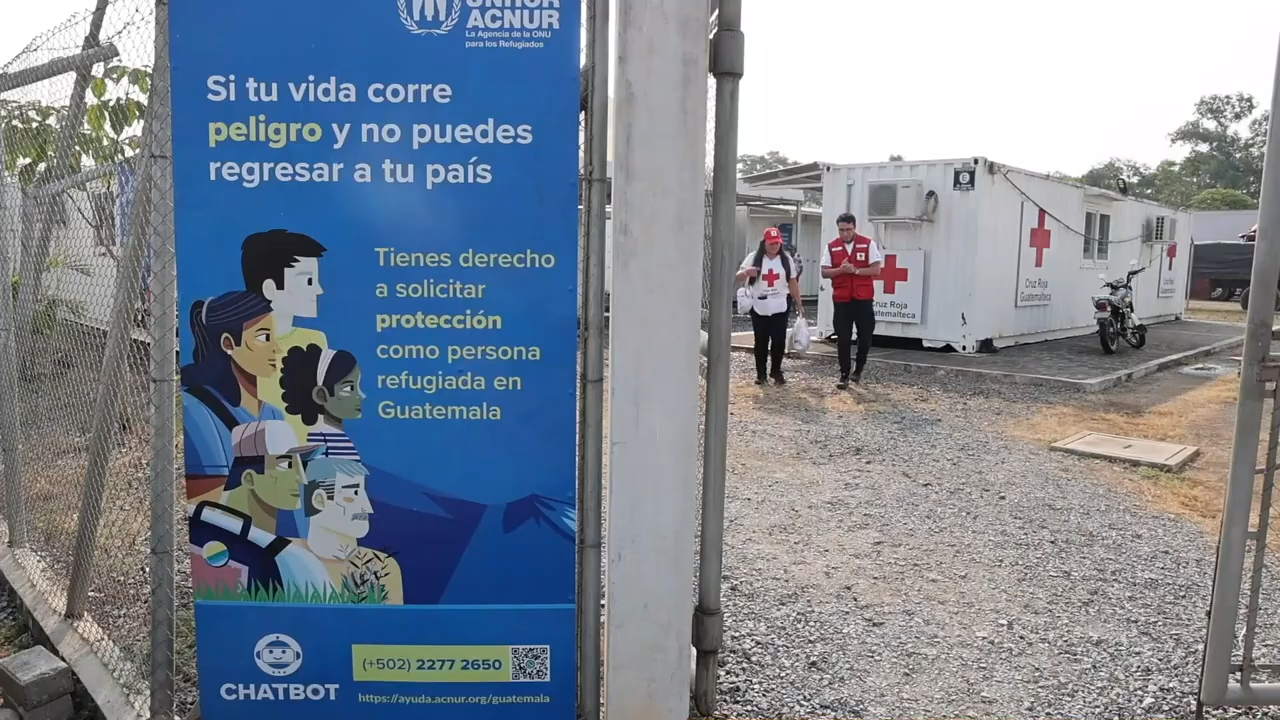 UNHCR
ACNUR
La Agencia de la ONU
para los Refugiados
Si tu vida corre
peligro y no puedes
regresar a tu país
Tienes derecho
a solicitar
protección
como persona
refugiada en
Guatemala
CHATBOT
(+502) 2277 2650
https://ayuda.acnur.org/guatemala
Cruz Roja
Guatemalteca
Cruz Roja
Guatemalteca